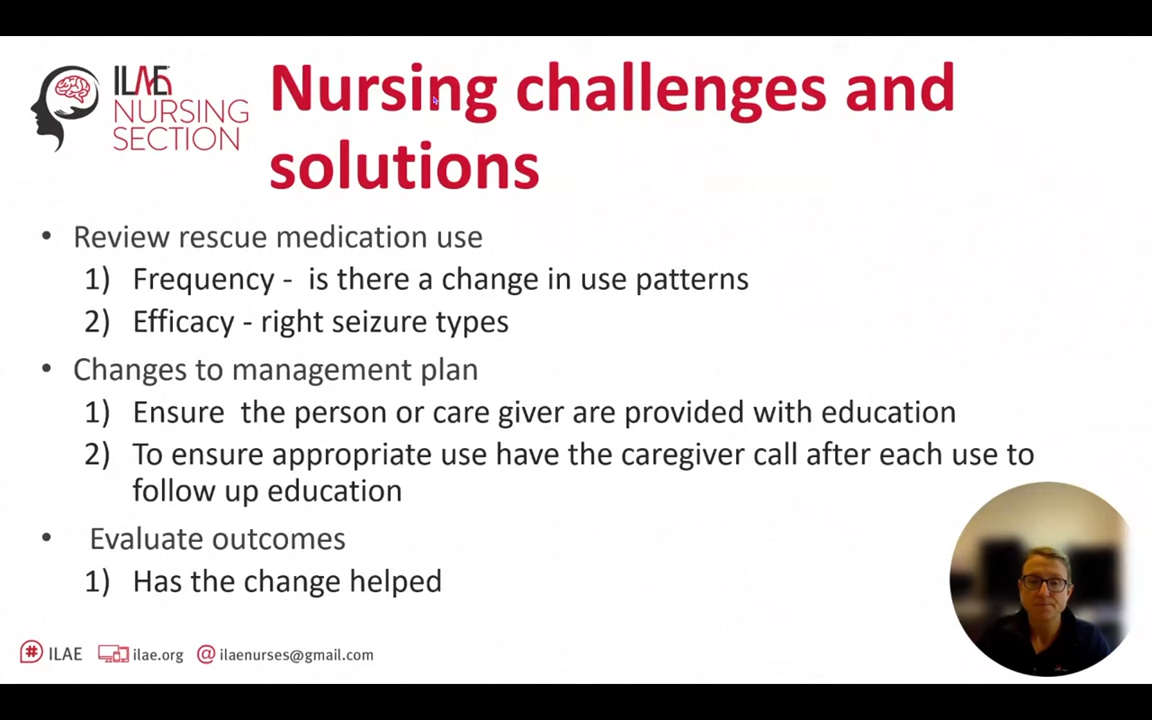 ILAE
NURSING
SECTION
Nursing challenges and
solutions
• Review rescue medication use
1) Frequency - is there a change in use patterns
2) Efficacy - right seizure types
• Changes to management plan
1) Ensure the person or care giver are provided with education
2) To ensure appropriate use have the caregiver call after each use to
follow up education
• Evaluate outcomes
1) Has the change helped
# ILAE ilae.org @ ilaenurses@gmail.com